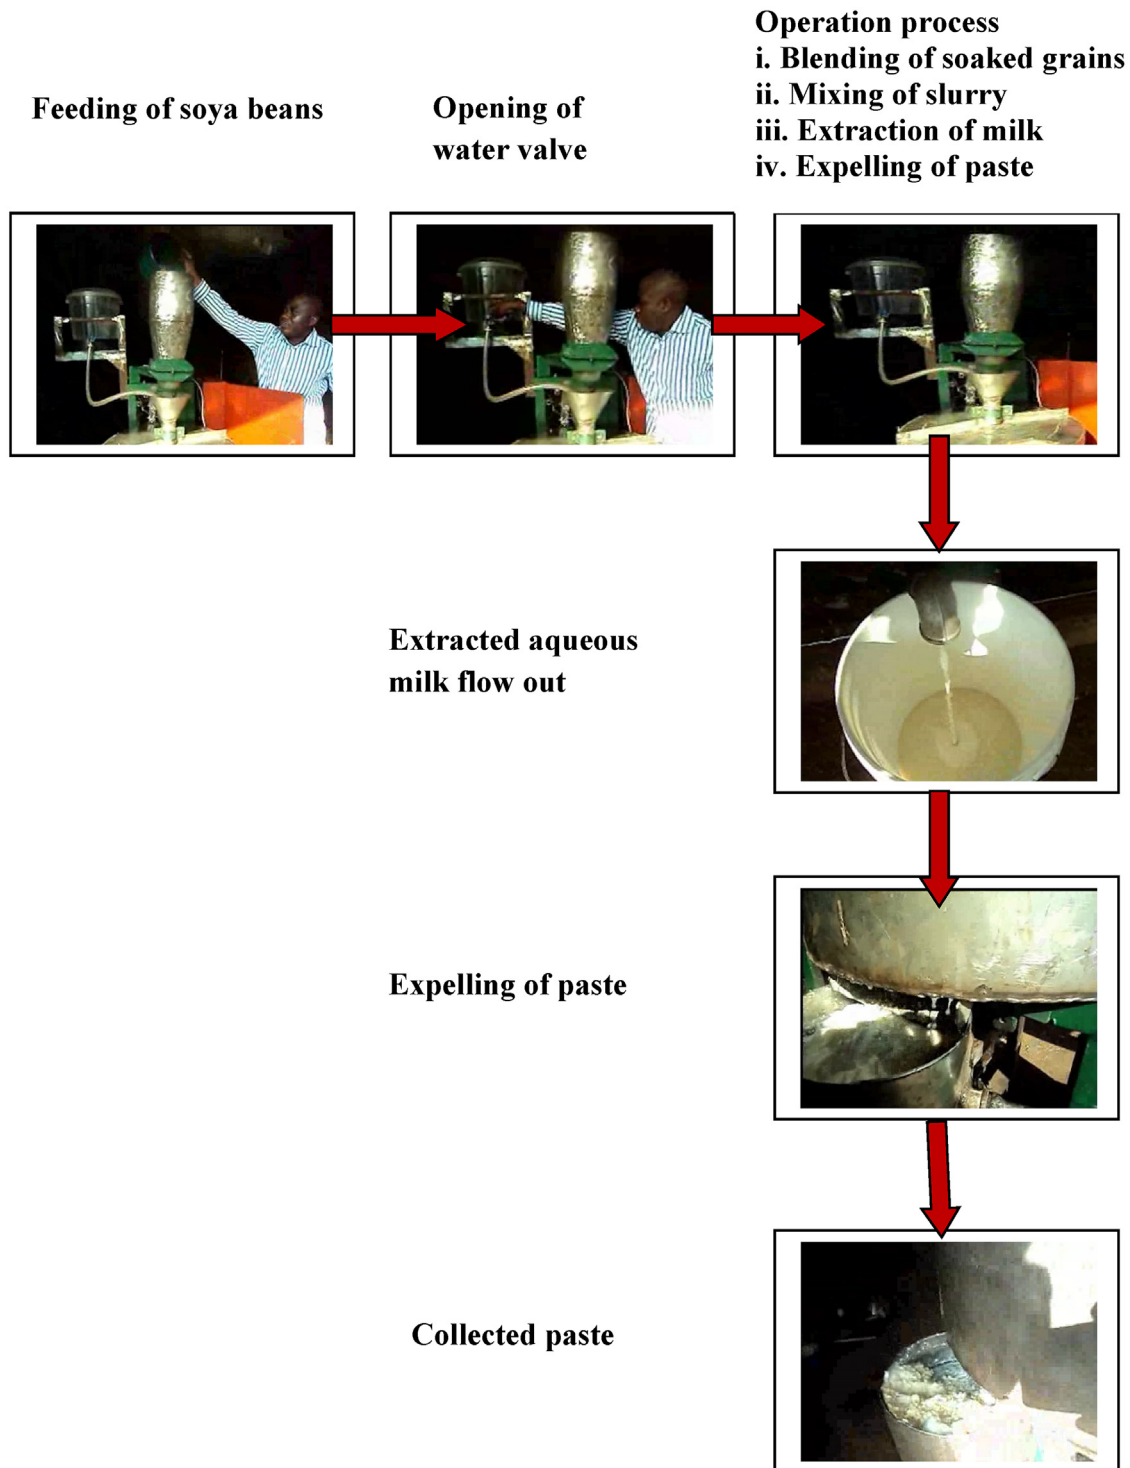 Feeding of soya beans
Opening of
water valve
Operation process
i. Blending of soaked grains
ii. Mixing of slurry
iii. Extraction of milk
iv. Expelling of paste
Extracted aqueous
milk flow out
Expelling of paste
Collected paste